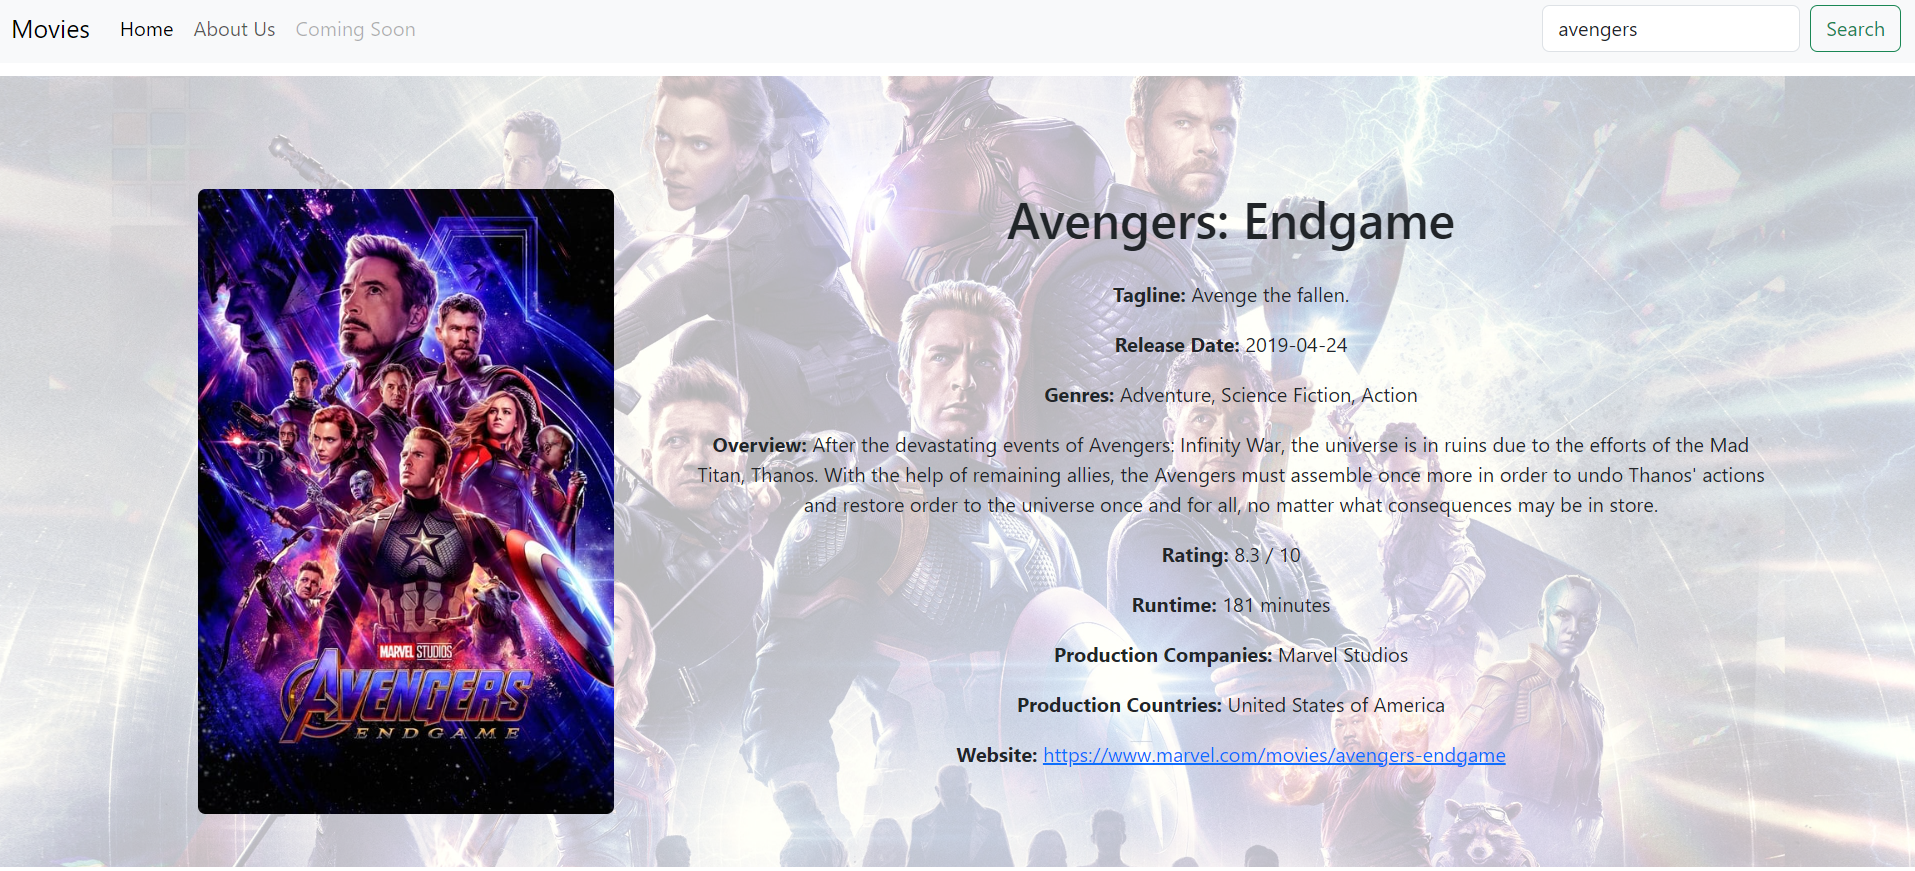 Movies Home About Us Coming Soon avengers Search
MARVEL STUDIOS
AVENGERS
ENDGAME
Avengers: Endgame
Tagline: Avenge the fallen.
Release Date: 2019-04-24
Genres: Adventure, Science Fiction, Action
Overview: After the devastating events of Avengers: Infinity War, the universe is in ruins due to the efforts of the Mad
Titan, Thanos. With the help of remaining allies, the Avengers must assemble once more in order to undo Thanos' actions
and restore order to the universe once and for all, no matter what consequences may be in store.
Rating: 8.3 / 10
Runtime: 181 minutes
Production Companies: Marvel Studios
Production Countries: United States of America
Website: https://www.marvel.com/movies/avengers-endgame